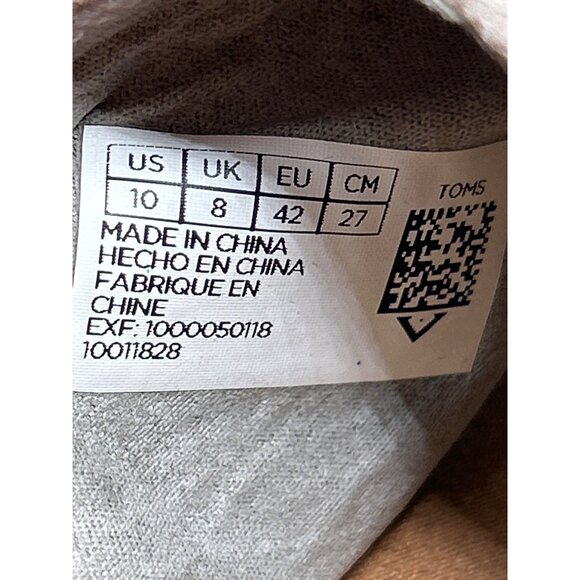 US UK EU CM
10 8 42 27
TOMS
MADE IN CHINA
HECHO EN CHINA
FABRIQUE EN
CHINE
EXF: 1000050118
10011828